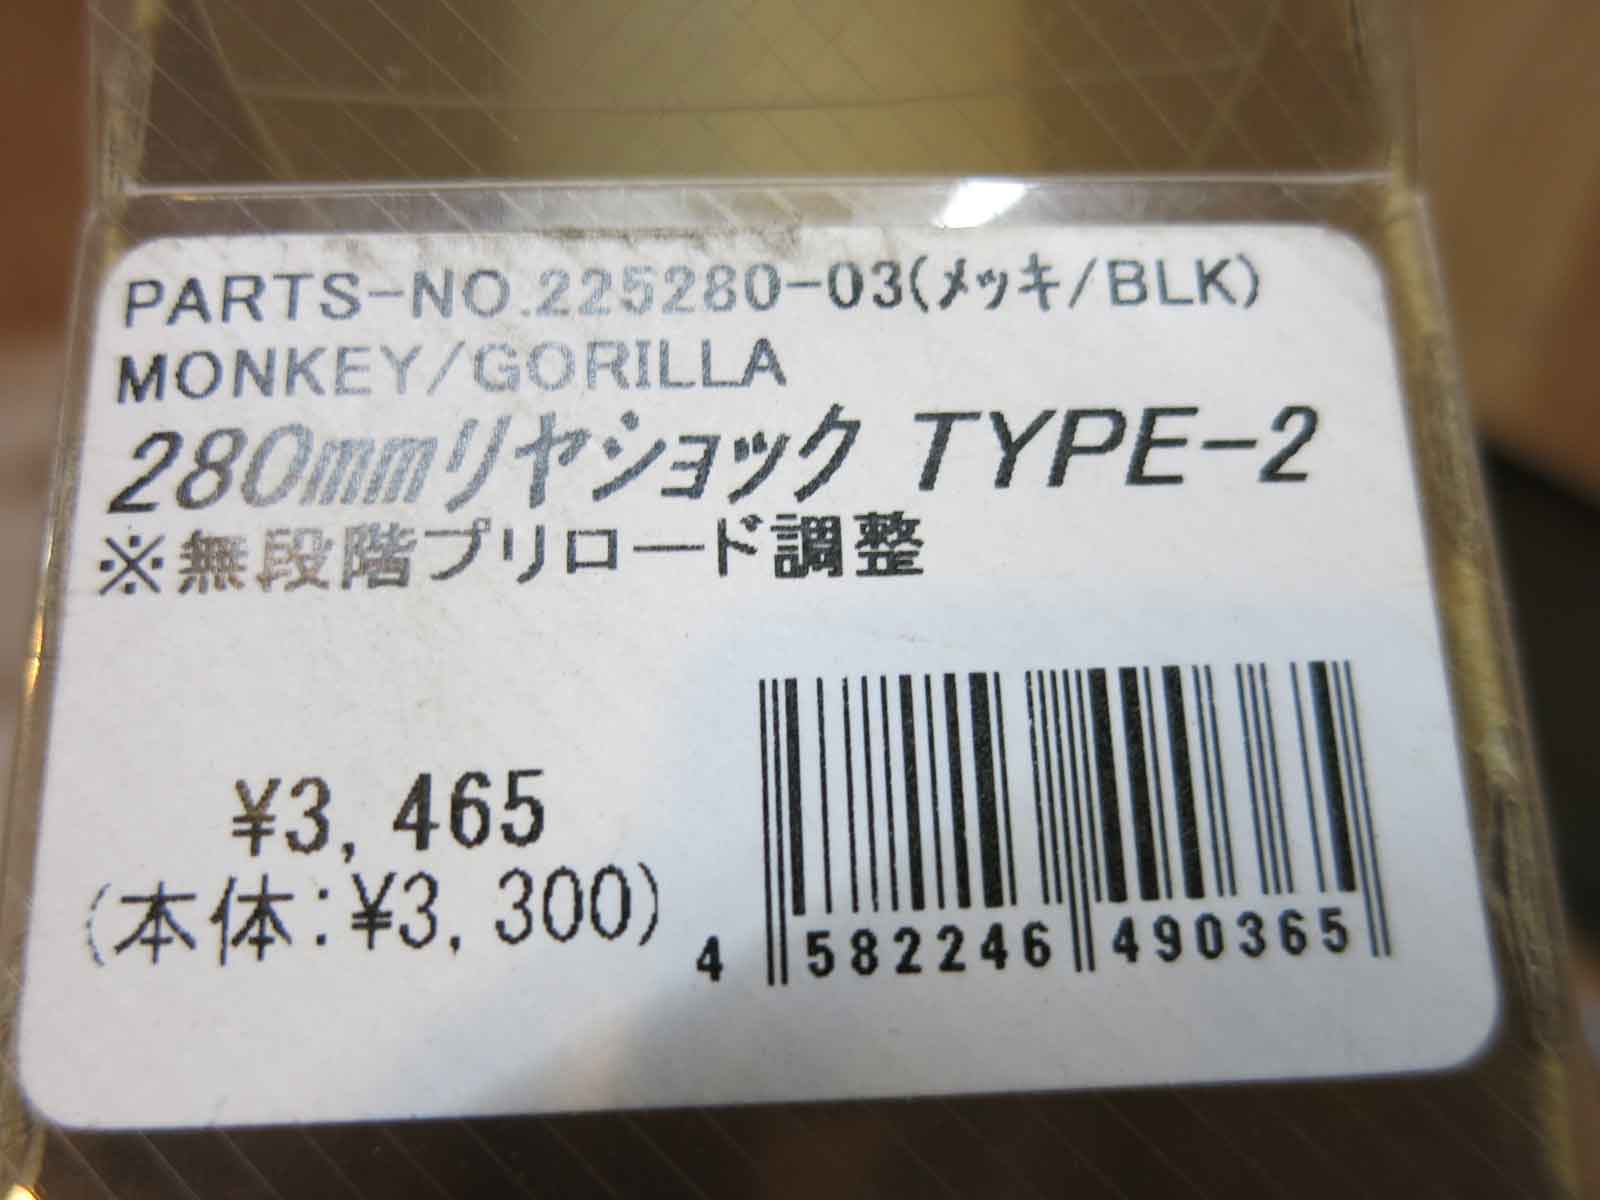 PARTS-NO.225280-03(メッキ/BLK)
MONKEY/GORILLA
280mmリヤショック TYPE-2
※無段階プリロード調整
¥3,465
(本体:¥3,300)
4 582246 490365